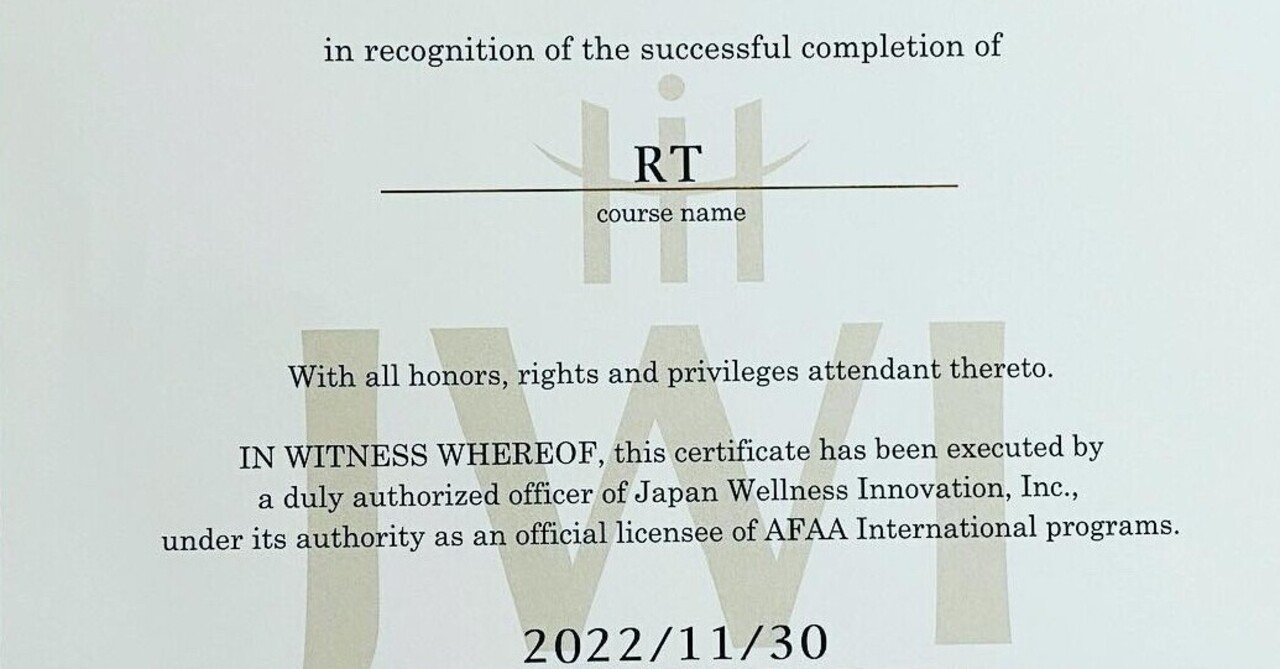 in recognition of the successful completion of
RT
course name
JWI
With all honors, rights and privileges attendant thereto.
IN WITNESS WHEREOF, this certificate has been executed by
a duly authorized officer of Japan Wellness Innovation, Inc.,
under its authority as an official licensee of AFAA International programs.
2022/11/30